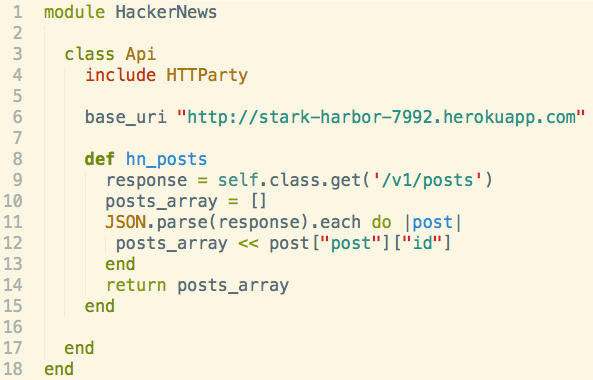 1 module HackerNews
2
3   class Api
4     include HTTParty
5
6     base_uri "http://stark-harbor-7992.herokuapp.com"
7
8     def hn_posts
9       response = self.class.get('/v1/posts')
10       posts_array = []
11       JSON.parse(response).each do |post|
12        posts_array << post["post"]["id"]
13       end
14       return posts_array
15     end
16
17   end
18 end